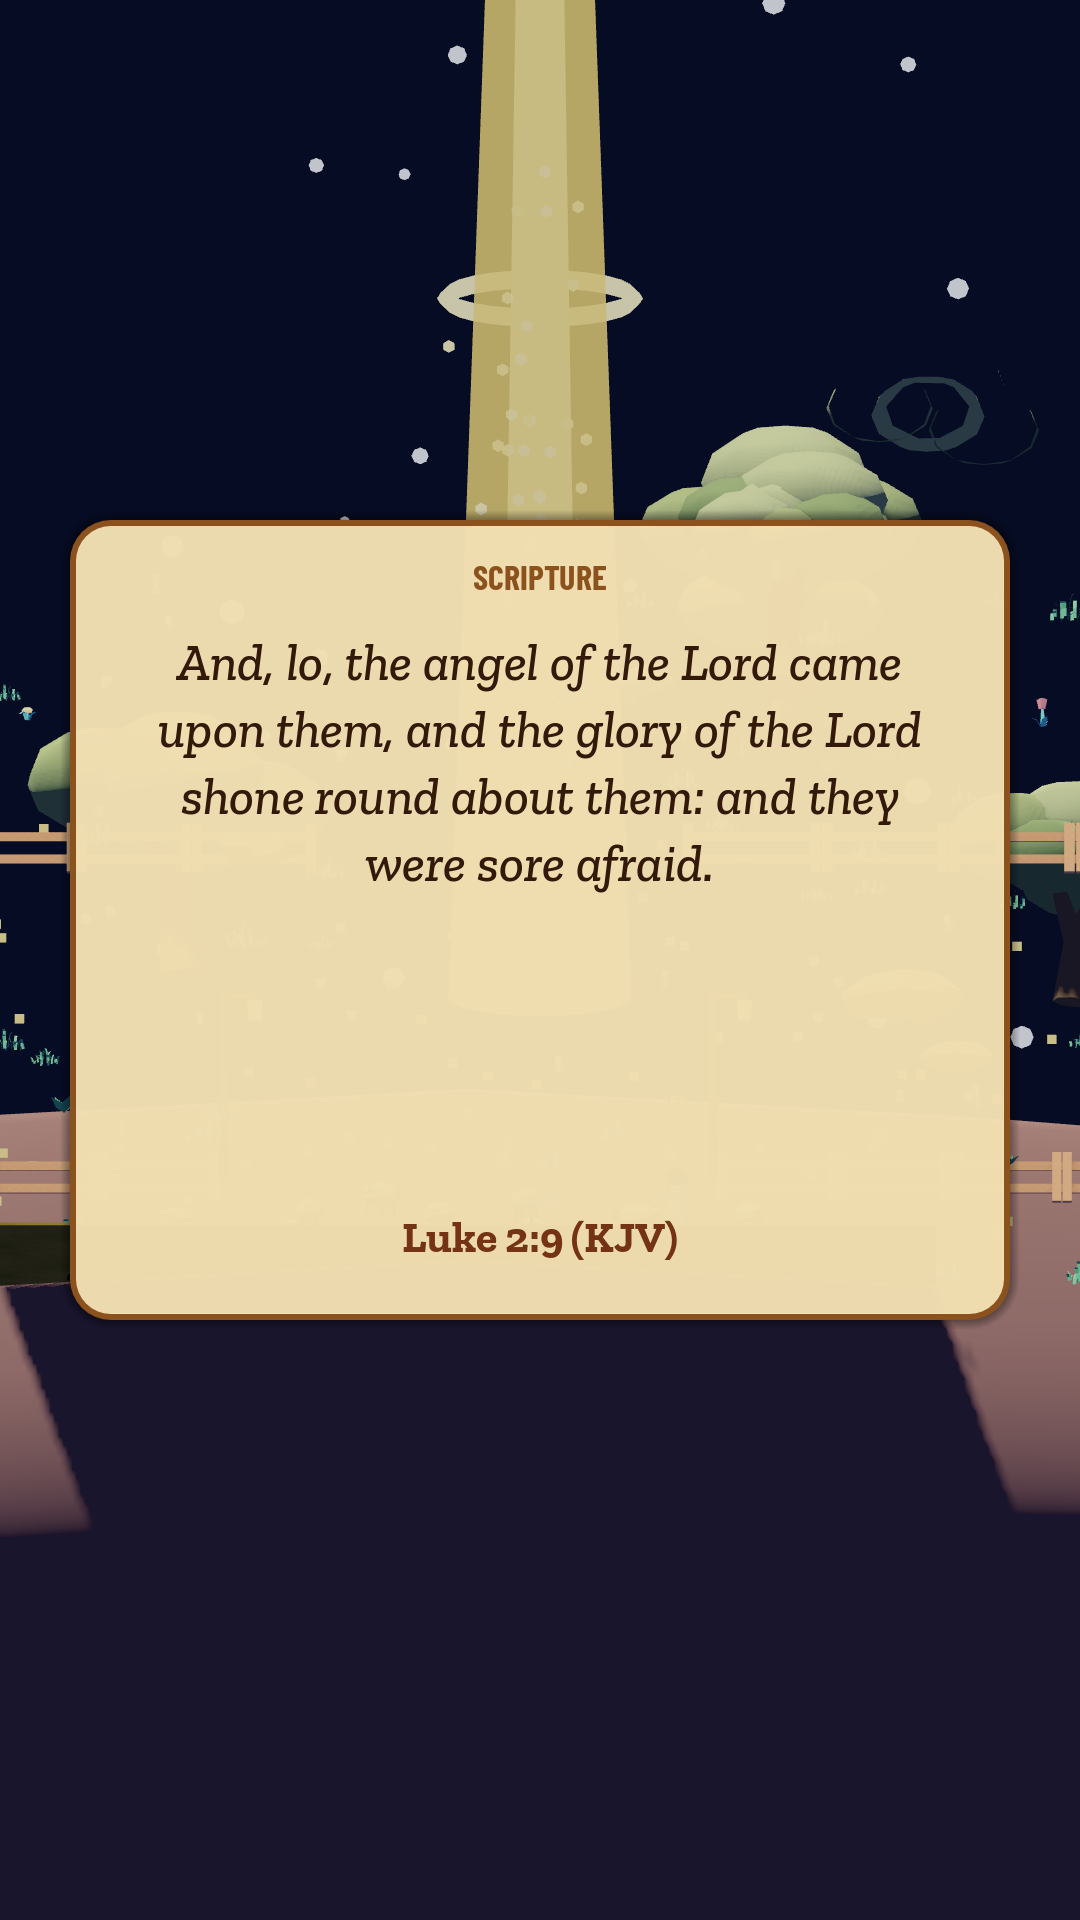 SCRIPTURE
And, lo, the angel of the Lord came
upon them, and the glory of the Lord
shone round about them: and they
were sore afraid.
Luke 2:9 (KJV)